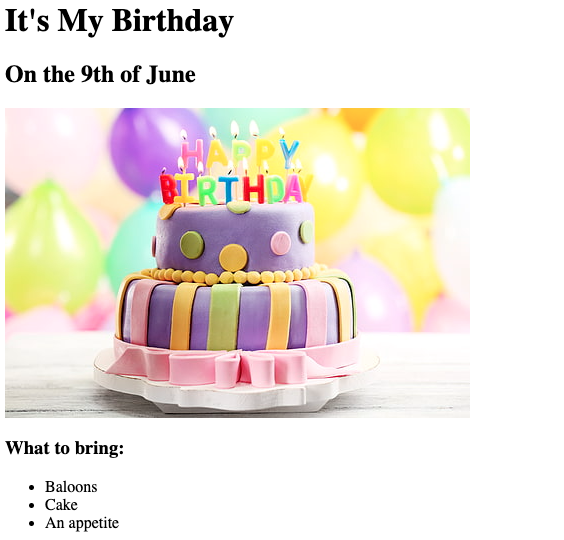 It's My Birthday
On the 9th of June
HAPPY
BIRTHDAY
What to bring:
Baloons
Cake
An appetite